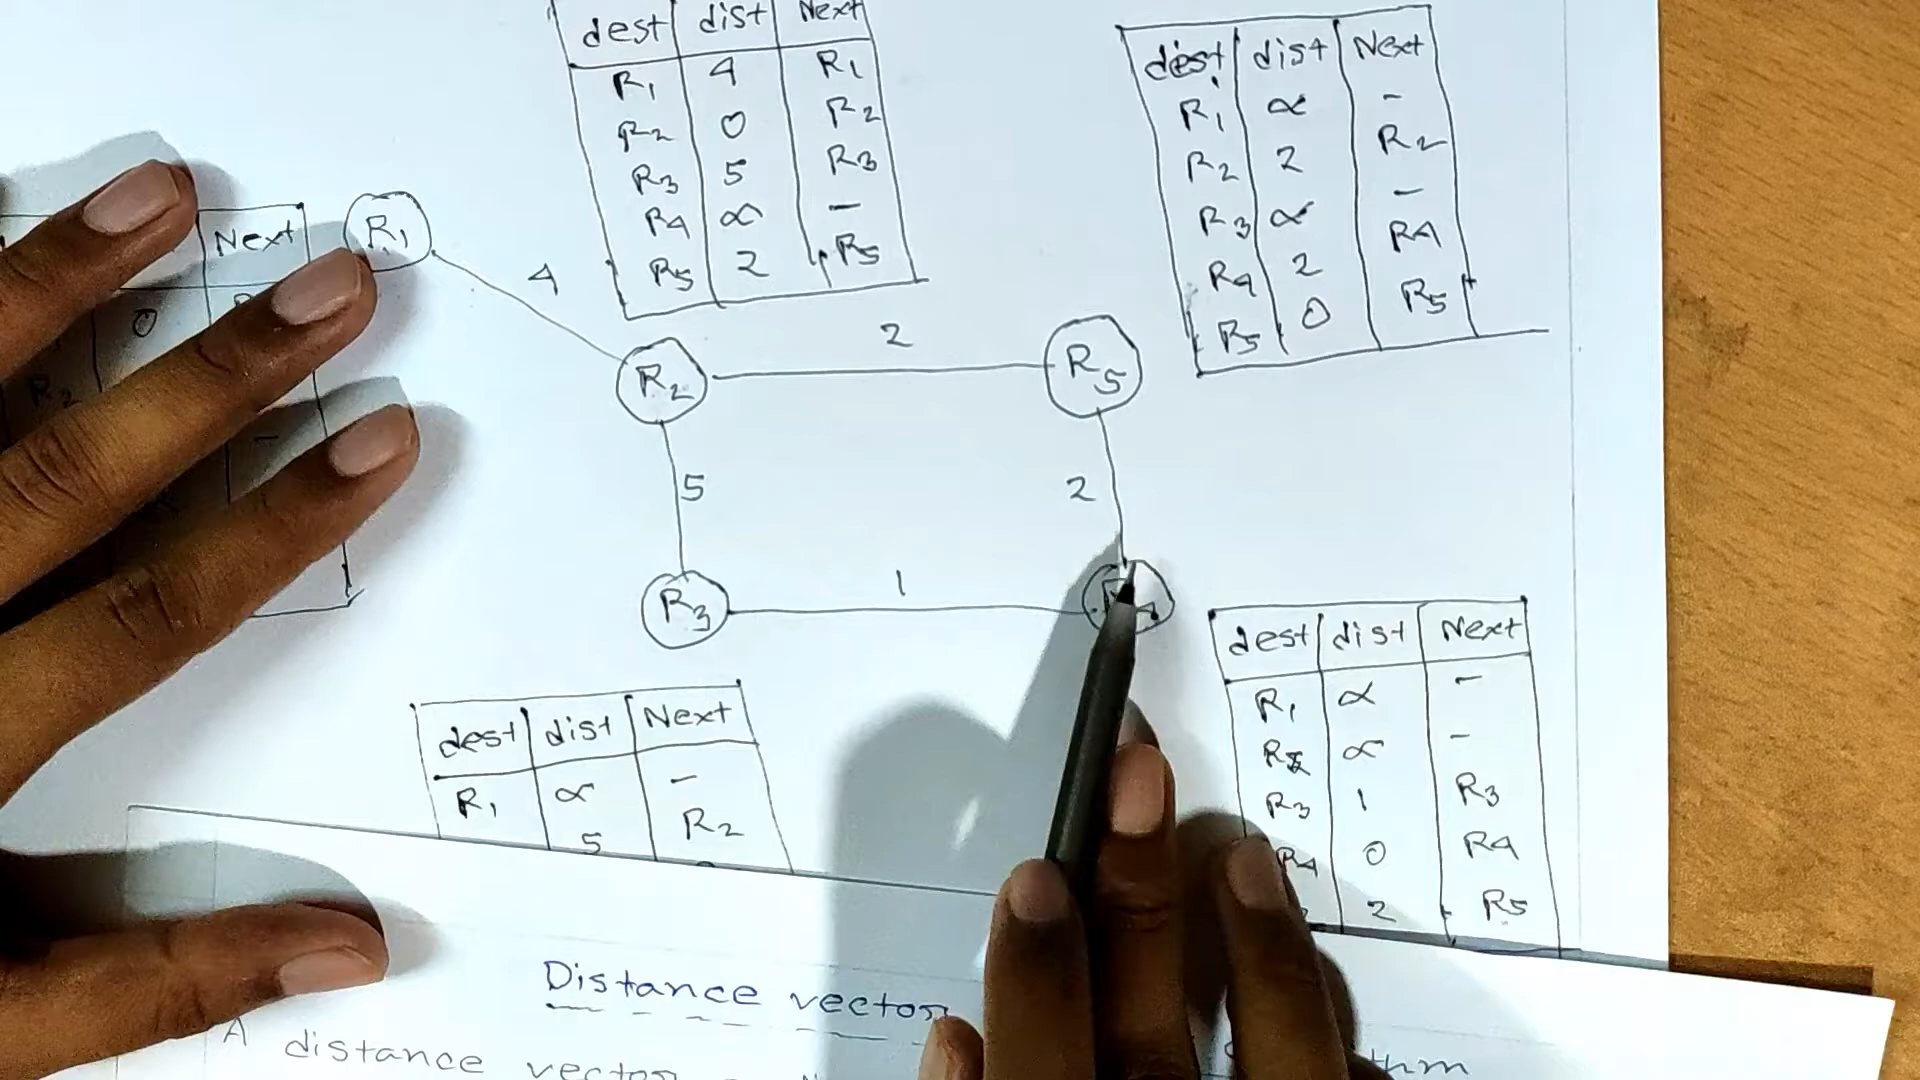 dest dist Next
R1 4 R1
R2 0 R2
R3 5 R3
R4 ∝ -
R5 2 R5
dest dist Next
R1 ∝ -
R2 2 R2
R3 ∝ -
R4 2 R4
R5 0 R5
Next
0
R2
-
R1
4
2
R2
R5
5
2
R3
1
dest dist Next
R1 ∝ -
5 R2
dest dist Next
R1 ∝ -
R2 ∝ -
R3 1 R3
R4 0 R4
2 R5
Distance vector
A distance vector